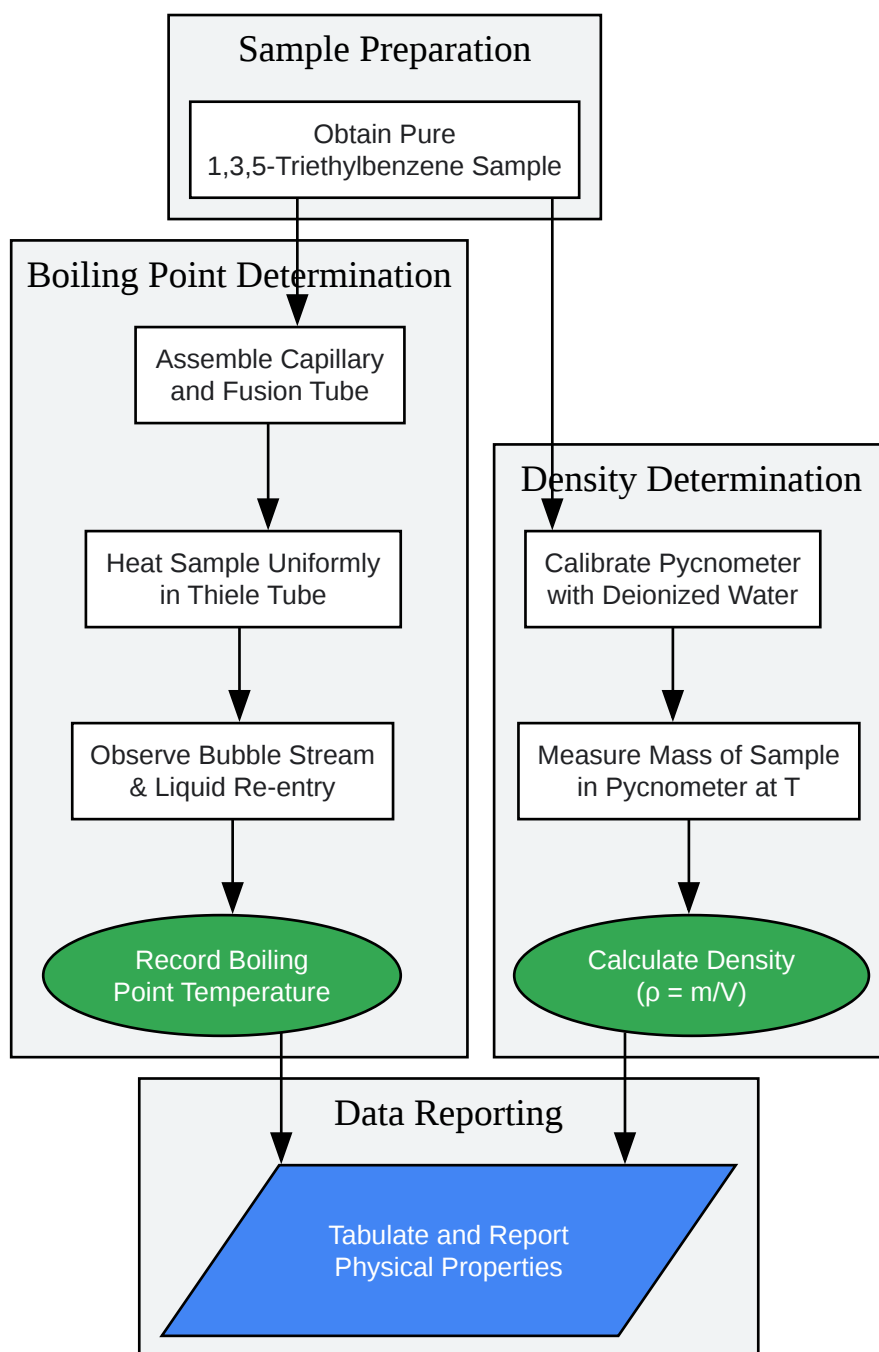 Sample Preparation
Obtain Pure
1,3,5-Triethylbenzene Sample
Boiling Point Determination
Assemble Capillary
and Fusion Tube
Heat Sample Uniformly
in Thiele Tube
Observe Bubble Stream
& Liquid Re-entry
Record Boiling
Point Temperature
Density Determination
Calibrate Pycnometer
with Deionized Water
Measure Mass of Sample
in Pycnometer at T
Calculate Density
(ρ = m/V)
Data Reporting
Tabulate and Report
Physical Properties